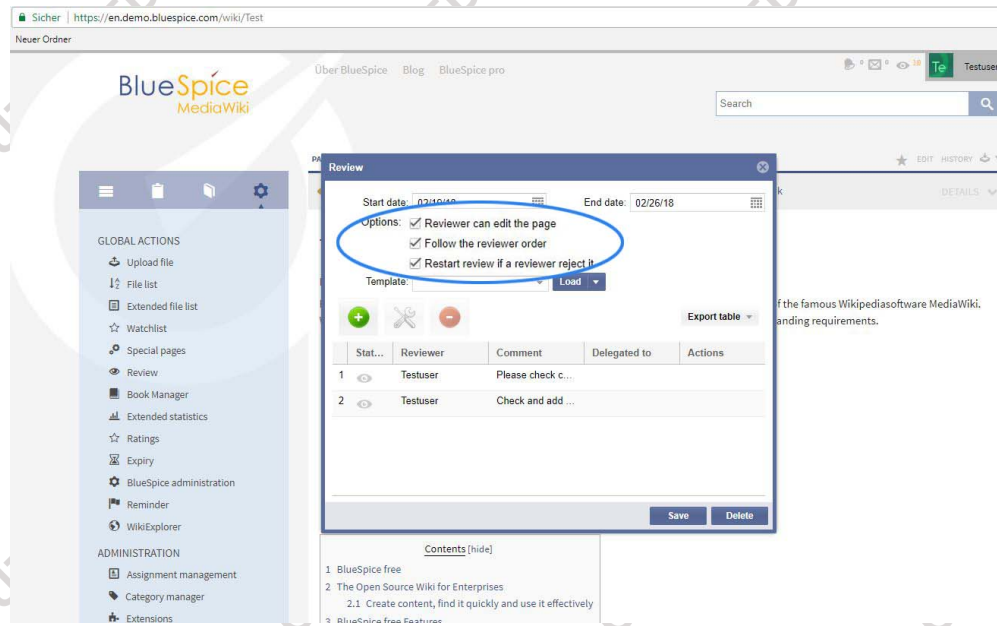 Sicher | https://en.demo.bluespice.com/wiki/Test
Neuer Ordner
BlueSpice
MediaWiki
Über BlueSpice Blog BlueSpice pro
Te Testuser
Search
EDIT HISTORY
DETAILS
Review
Start date: End date: 02/26/18
Options: Reviewer can edit the page
Follow the reviewer order
Restart review if a reviewer reject it
Template: Load
Export table
Stat... Reviewer Comment Delegated to Actions
1 Testuser Please check c...
2 Testuser Check and add ...
Save Delete
f the famous Wikipediasoftware MediaWiki.
anding requirements.
GLOBAL ACTIONS
Upload file
File list
Extended file list
Watchlist
Special pages
Review
Book Manager
Extended statistics
Ratings
Expiry
BlueSpice administration
Reminder
WikiExplorer
ADMINISTRATION
Assignment management
Category manager
Extensions
Contents [hide]
1 BlueSpice free
2 The Open Source Wiki for Enterprises
2.1 Create content, find it quickly and use it effectively
3 BlueSpice free Features